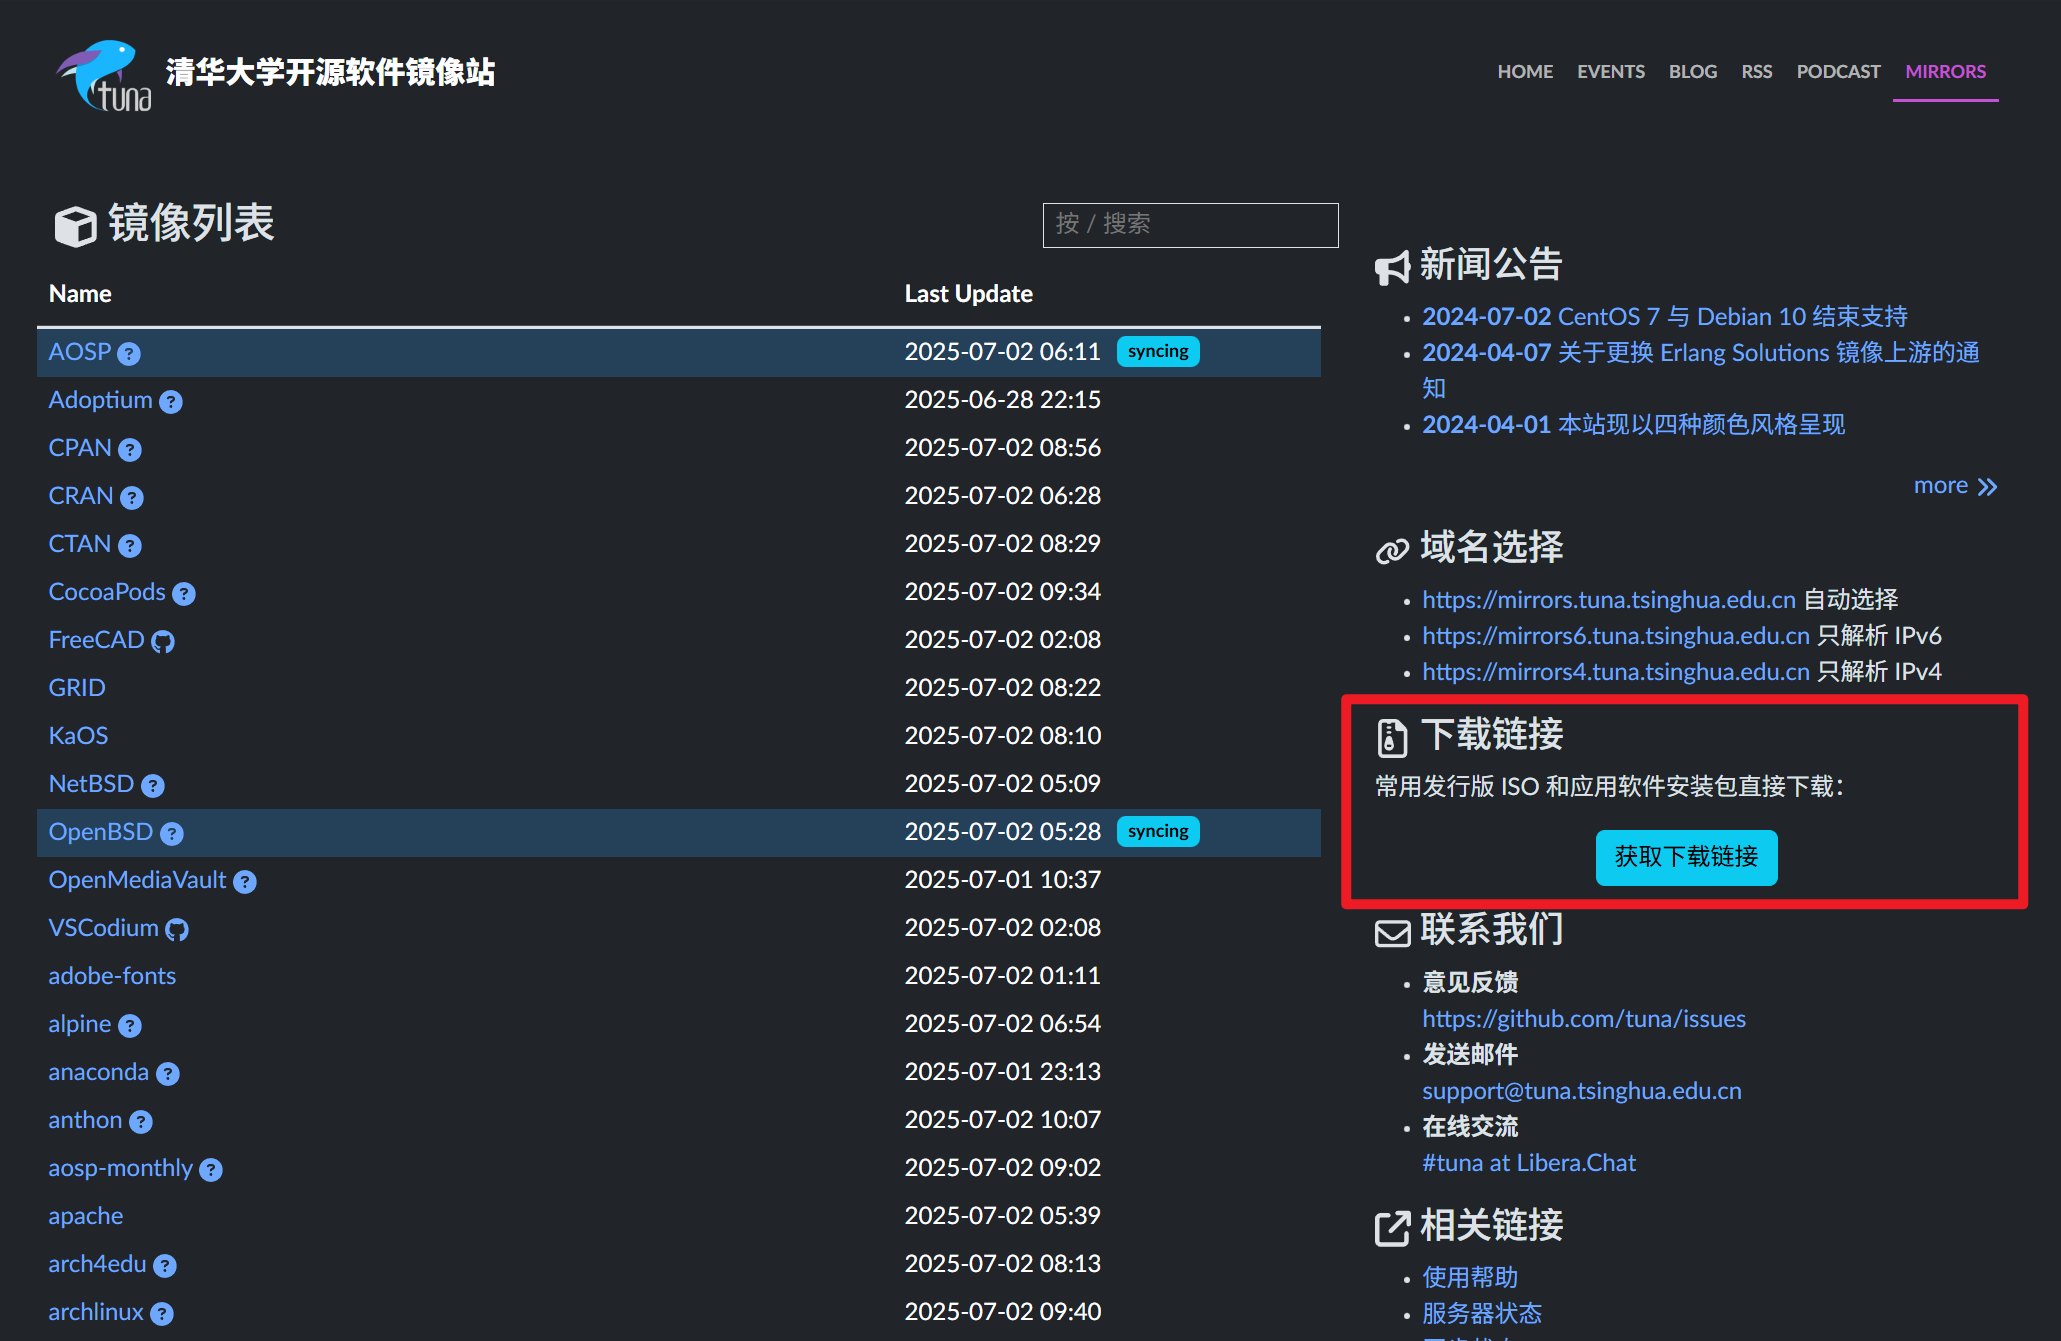 tuna
清华大学开源软件镜像站
HOME EVENTS BLOG RSS PODCAST MIRRORS
镜像列表
按 / 搜索
Name Last Update
AOSP 2025-07-02 06:11 syncing
Adoptium 2025-06-28 22:15
CPAN 2025-07-02 08:56
CRAN 2025-07-02 06:28
CTAN 2025-07-02 08:29
CocoaPods 2025-07-02 09:34
FreeCAD 2025-07-02 02:08
GRID 2025-07-02 08:22
KaOS 2025-07-02 08:10
NetBSD 2025-07-02 05:09
OpenBSD 2025-07-02 05:28 syncing
OpenMediaVault 2025-07-01 10:37
VSCodium 2025-07-02 02:08
adobe-fonts 2025-07-02 01:11
alpine 2025-07-02 06:54
anaconda 2025-07-01 23:13
anthon 2025-07-02 10:07
aosp-monthly 2025-07-02 09:02
apache 2025-07-02 05:39
arch4edu 2025-07-02 08:13
archlinux 2025-07-02 09:40
新闻公告
2024-07-02 CentOS 7 与 Debian 10 结束支持
2024-04-07 关于更换 Erlang Solutions 镜像上游的通
知
2024-04-01 本站现以四种颜色风格呈现
more
域名选择
https://mirrors.tuna.tsinghua.edu.cn 自动选择
https://mirrors6.tuna.tsinghua.edu.cn 只解析 IPv6
https://mirrors4.tuna.tsinghua.edu.cn 只解析 IPv4
下载链接
常用发行版 ISO 和应用软件安装包直接下载：
获取下载链接
联系我们
意见反馈
https://github.com/tuna/issues
发送邮件
support@tuna.tsinghua.edu.cn
在线交流
#tuna at Libera.Chat
相关链接
使用帮助
服务器状态